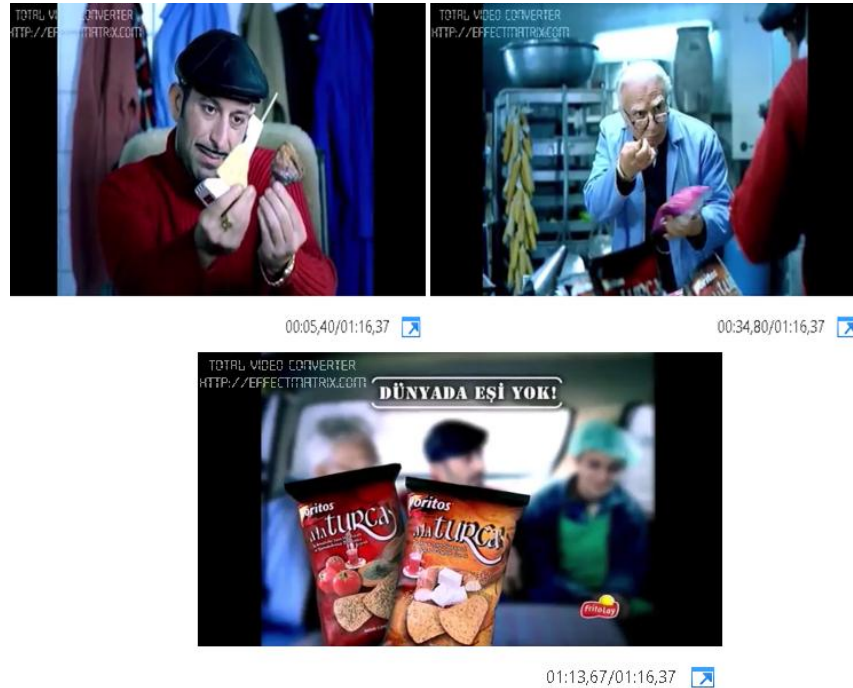 TOTAL VIDEO CONVERTER
HTTP://EFFECTMATRIX.COM
TOTAL VIDEO CONVERTER
HTTP://EFFECTMATRIX.COM
00:05,40/01:16,37
00:34,80/01:16,37
TOTAL VIDEO CONVERTER
HTTP://EFFECTMATRIX.COM
DÜNYADA EŞİ YOK!
Doritos
alaturca
Doritos
alaturca
FritoLay
01:13,67/01:16,37